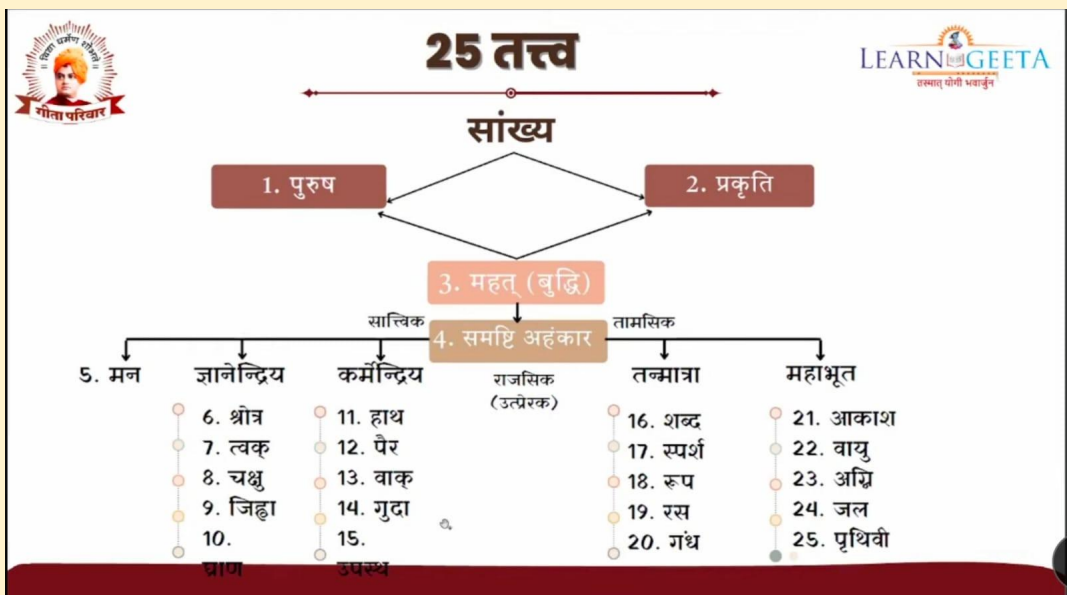 ॥ विद्या धर्मेण शोभते ॥
गीता परिवार
25 तत्त्व
LEARN GEETA
तस्मात् योगी भवार्जुन
सांख्य
1. पुरुष
2. प्रकृति
3. महत् (बुद्धि)
सात्त्विक
4. समष्टि अहंकार
तामसिक
राजसिक
(उत्प्रेरक)
5. मन
ज्ञानेन्द्रिय
6. श्रोत्र
7. त्वक्
8. चक्षु
9. जिह्वा
10.
घ्राण
कर्मेन्द्रिय
11. हाथ
12. पैर
13. वाक्
14. गुदा
15.
उपस्थ
तन्मात्रा
16. शब्द
17. स्पर्श
18. रूप
19. रस
20. गंध
महाभूत
21. आकाश
22. वायु
23. अग्नि
24. जल
25. पृथिवी